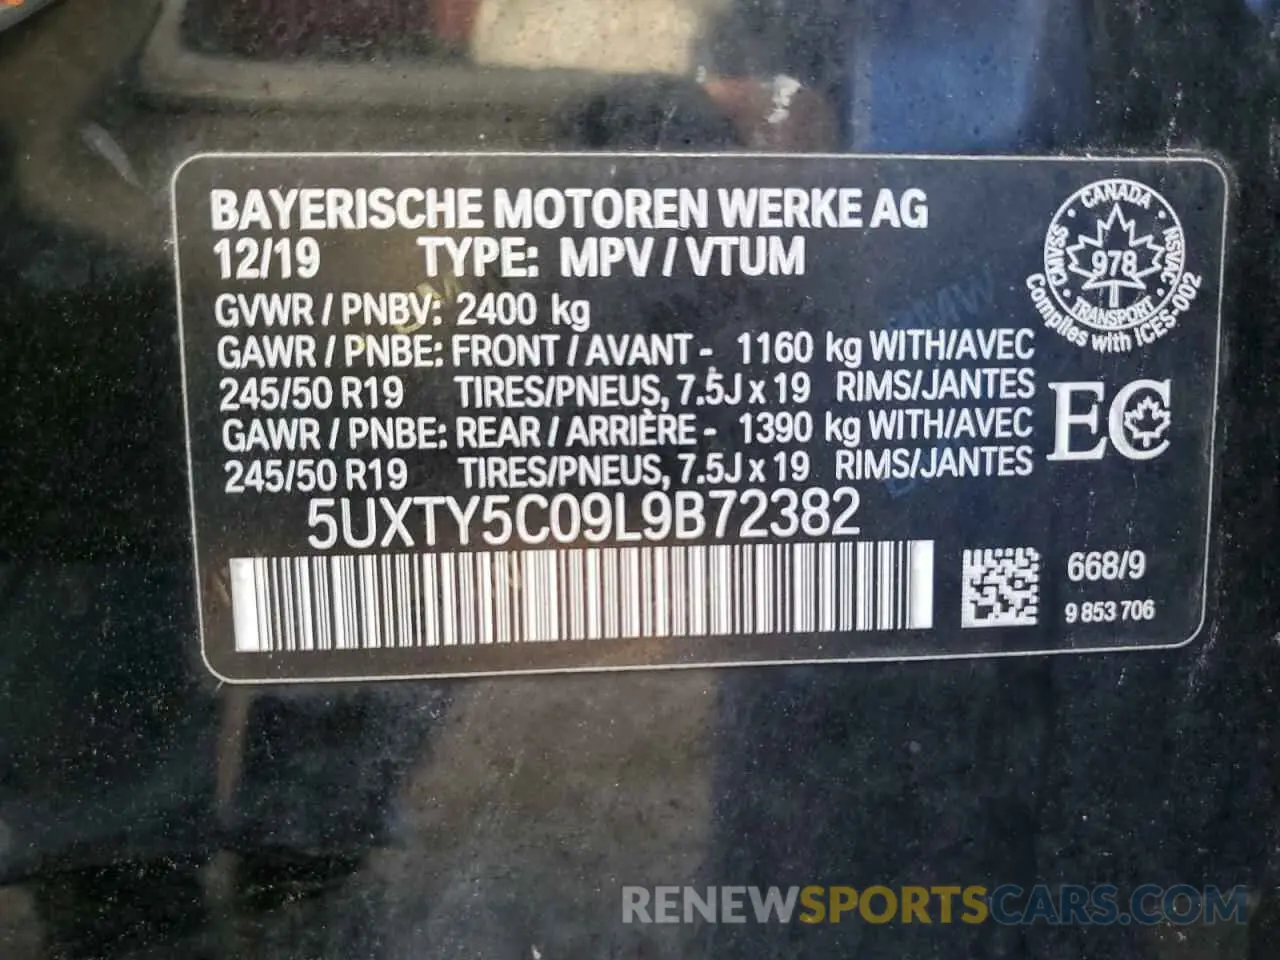 BAYERISCHE MOTOREN WERKE AG
12/19 TYPE: MPV / VTUM
GVWR / PNBV: 2400 kg
GAWR / PNBE: FRONT / AVANT - 1160 kg WITH/AVEC
245/50 R19 TIRES/PNEUS, 7.5J x 19 RIMS/JANTES
GAWR / PNBE: REAR / ARRIÈRE - 1390 kg WITH/AVEC
245/50 R19 TIRES/PNEUS, 7.5J x 19 RIMS/JANTES
5UXTY5C09L9B72382
CANADA
CMVSS NSVAC
978
TRANSPORT
Complies with ICES-002
EC
668/9
9 853 706
RENEWSPORTSCARS.COM